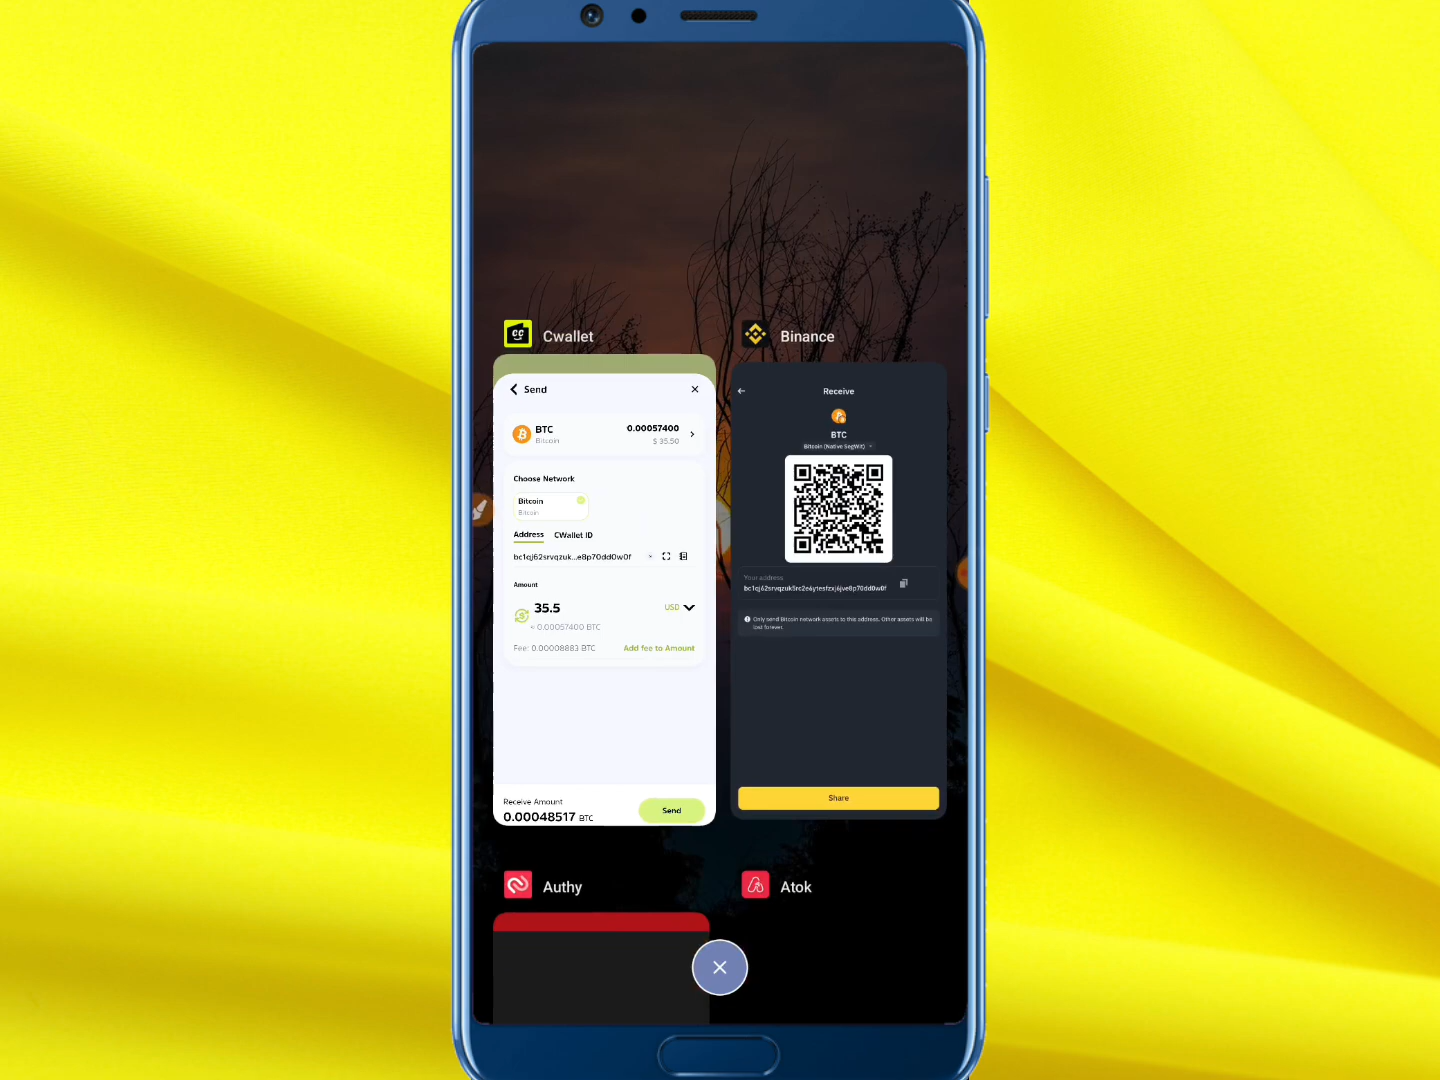 Cwallet
Send
BTC
Bitcoin
0.00057400
$ 35.50
Choose Network
Bitcoin
Bitcoin
Address CWallet ID
bc1qj62srvqzuk...e8p70dd0w0f
Amount
35.5
USD
≈ 0.00057400 BTC
Fee: 0.00008883 BTC
Add fee to Amount
Receive Amount
0.00048517 BTC
Send
Binance
Receive
BTC
Bitcoin (Native SegWit)
Your address
Only send Bitcoin network assets to this address. Other assets will be
lost forever.
Share
Authy
Atok